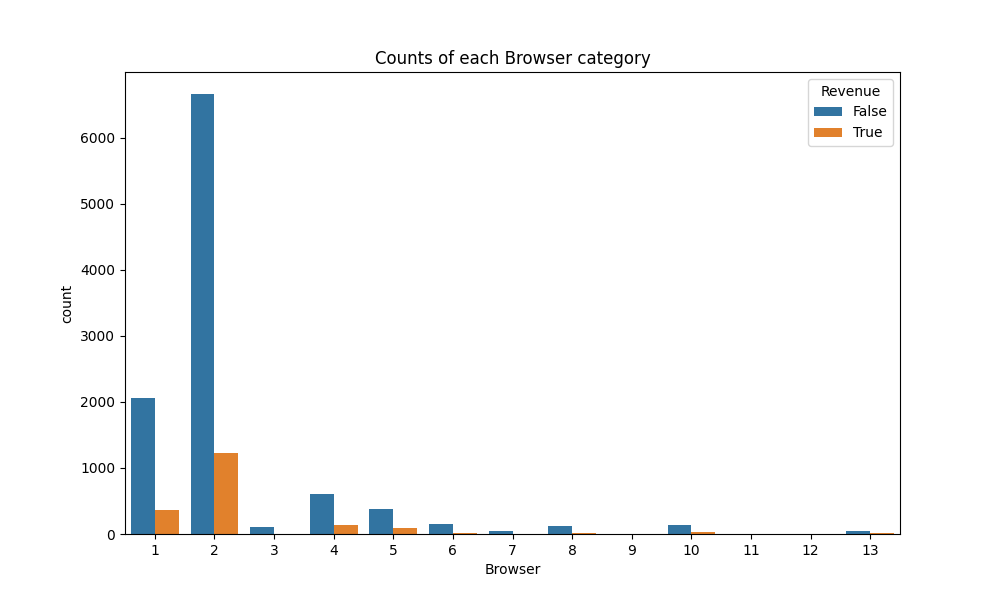 Counts of each Browser category
Revenue
False
True
count
6000
5000
4000
3000
2000
1000
0
1 2 3 4 5 6 7 8 9 10 11 12 13
Browser